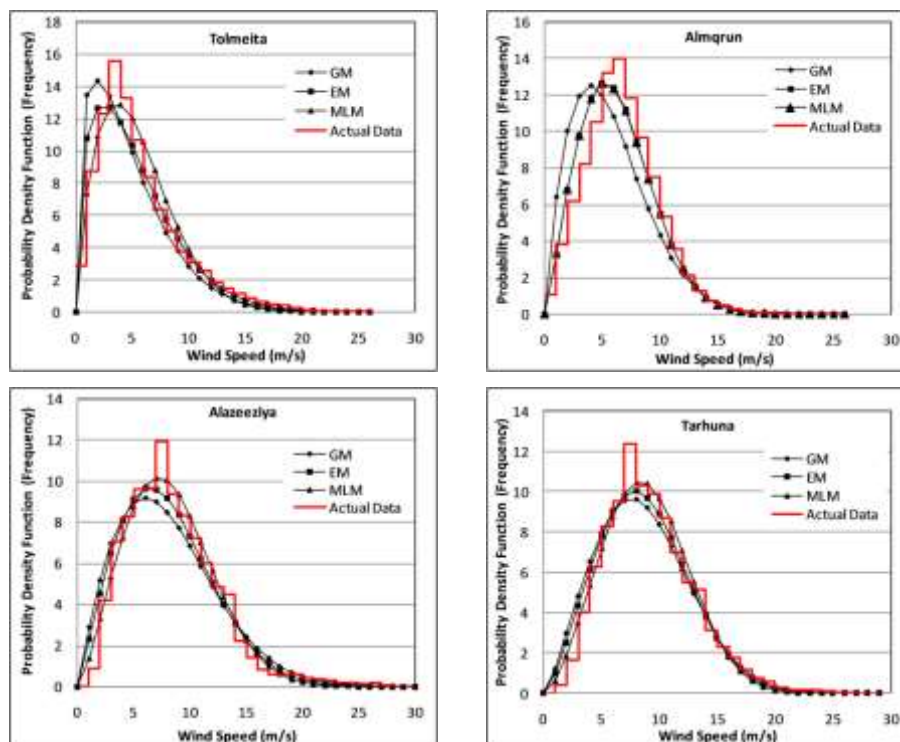 Tolmeita
Probability Density Function (Frequency)
18
16
14
12
10
8
6
4
2
0
GM
EM
MLM
Actual Data
0 5 10 15 20 25 30
Wind Speed (m/s)
Almqrun
Probability Density Function (Frequency)
16
14
12
10
8
6
4
2
0
GM
EM
MLM
Actual Data
0 5 10 15 20 25 30
Wind Speed (m/s)
Alazeeziya
Probability Density Function (Frequency)
14
12
10
8
6
4
2
0
GM
EM
MLM
Actual Data
0 5 10 15 20 25 30
Wind Speed (m/s)
Tarhuna
Probability Density Function (Frequency)
14
12
10
8
6
4
2
0
GM
EM
MLM
Actual Data
0 5 10 15 20 25 30
Wind Speed (m/s)